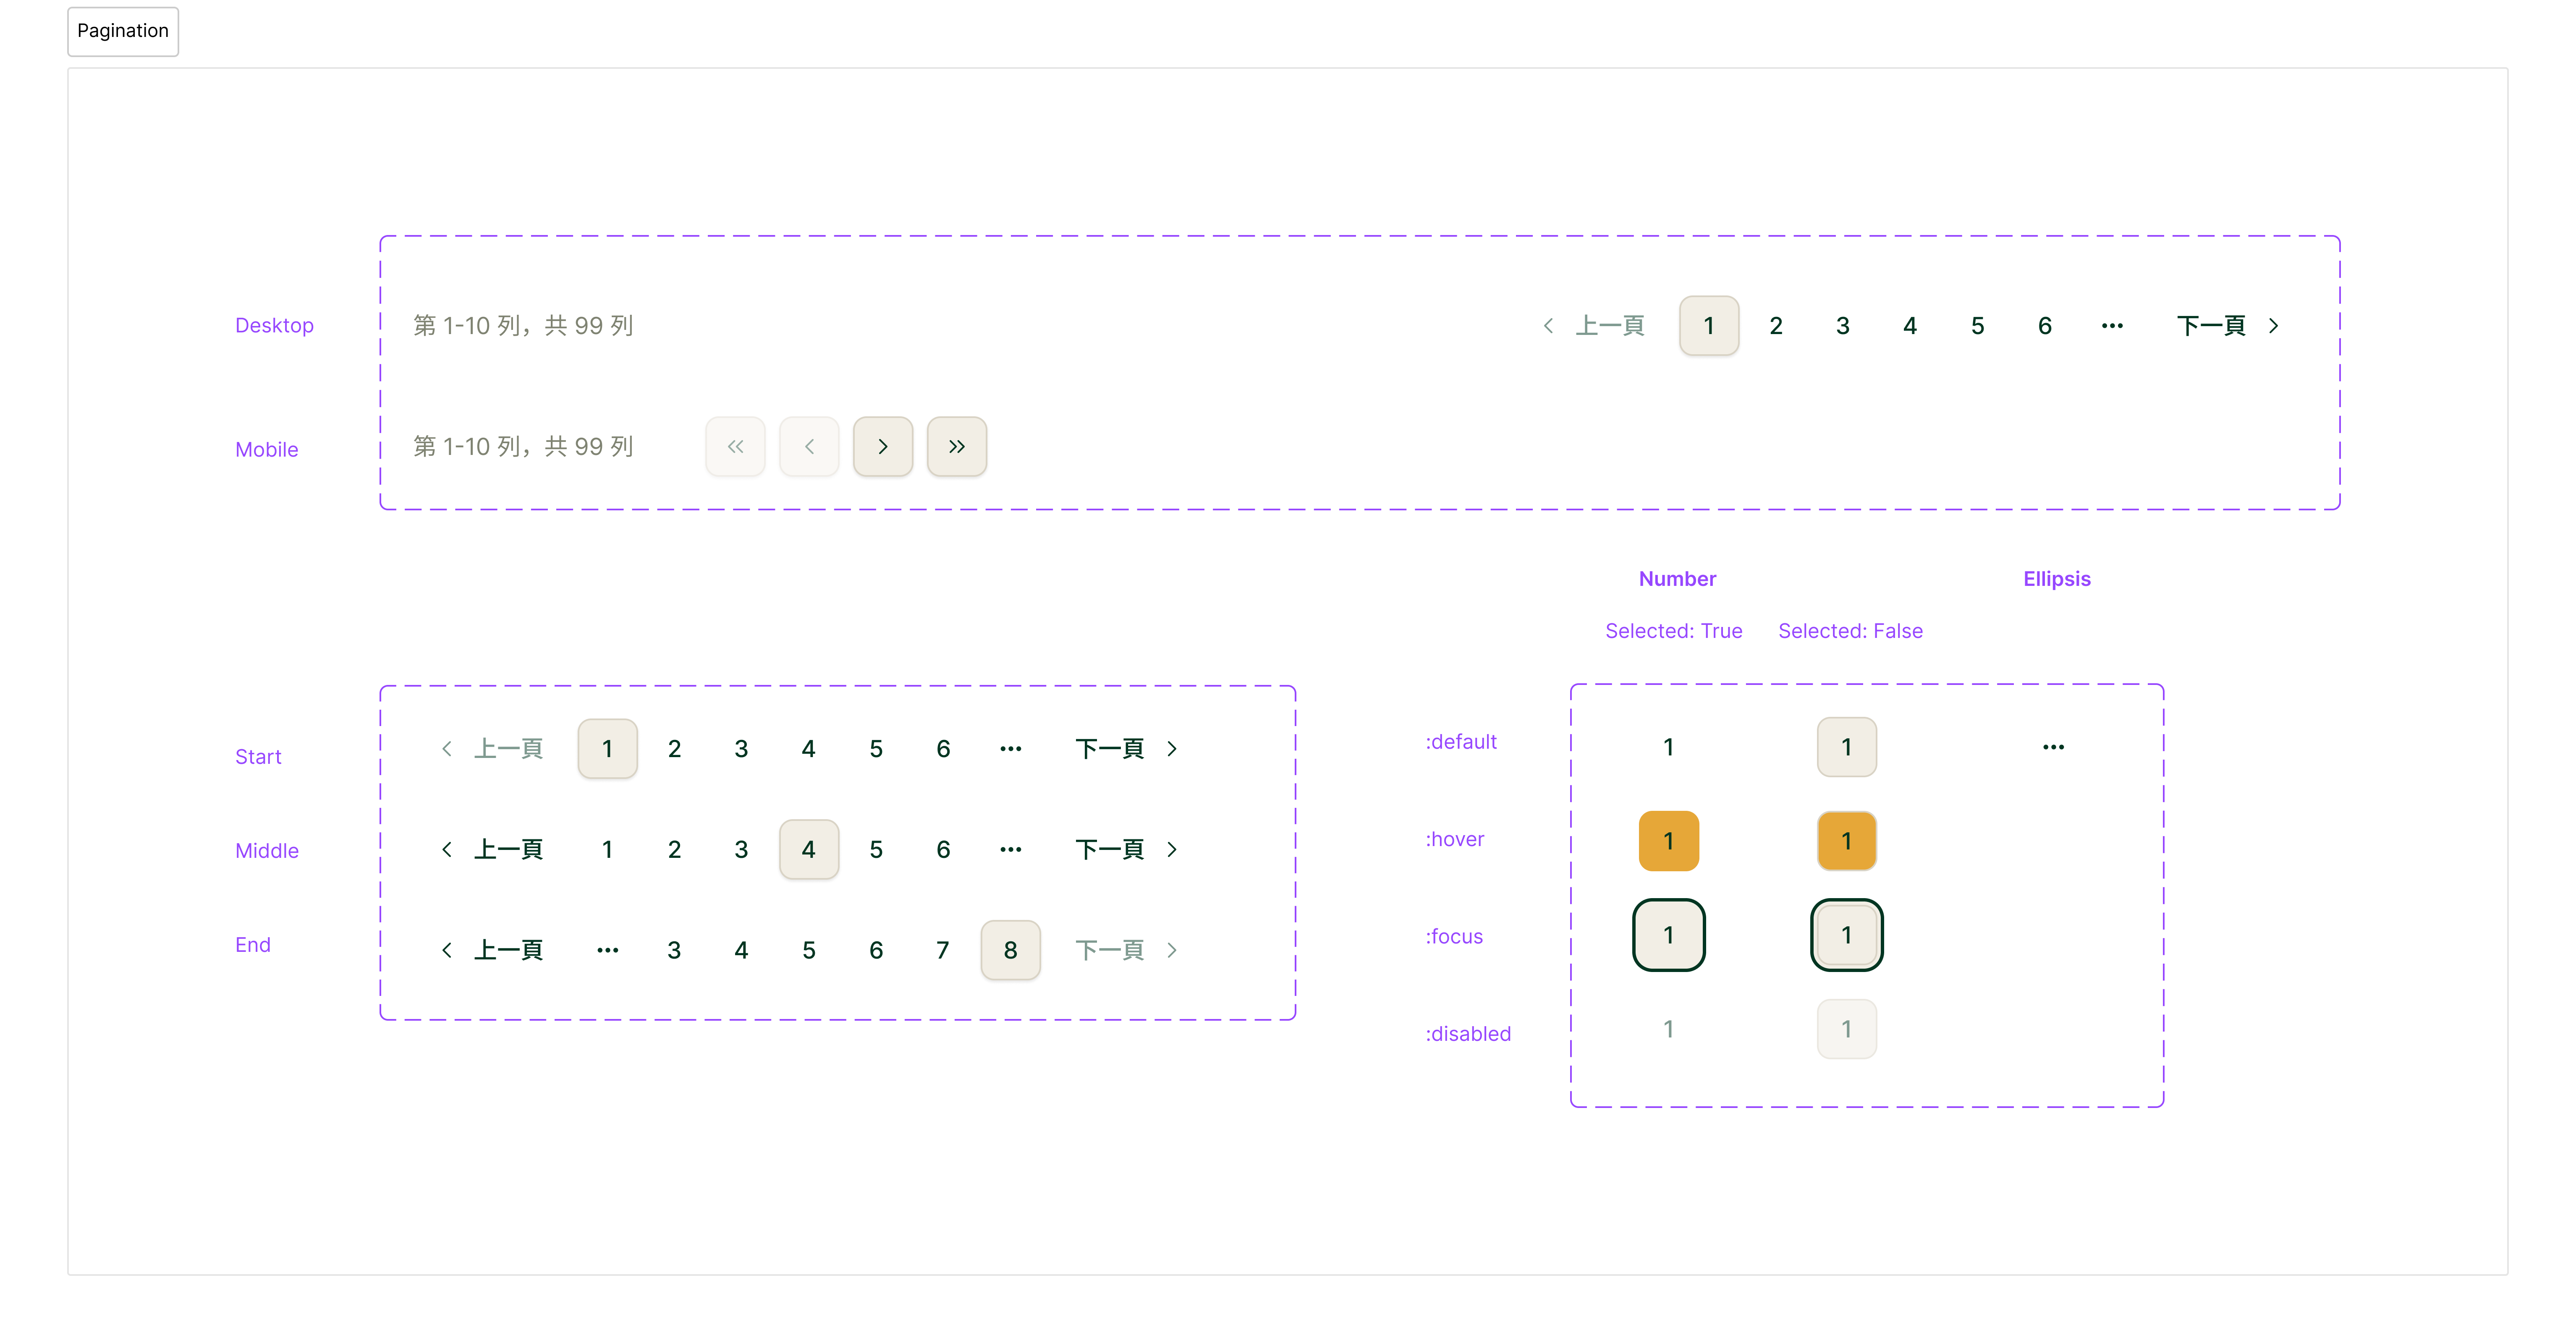 Pagination
Desktop
第 1-10 列，共 99 列
上一頁 1 2 3 4 5 6 ••• 下一頁
Mobile
第 1-10 列，共 99 列
Number
Ellipsis
Selected: True
Selected: False
Start
上一頁 1 2 3 4 5 6 ••• 下一頁
Middle
上一頁 1 2 3 4 5 6 ••• 下一頁
End
上一頁 ••• 3 4 5 6 7 8 下一頁
:default
1 1 •••
:hover
1 1
:focus
1 1
:disabled
1 1